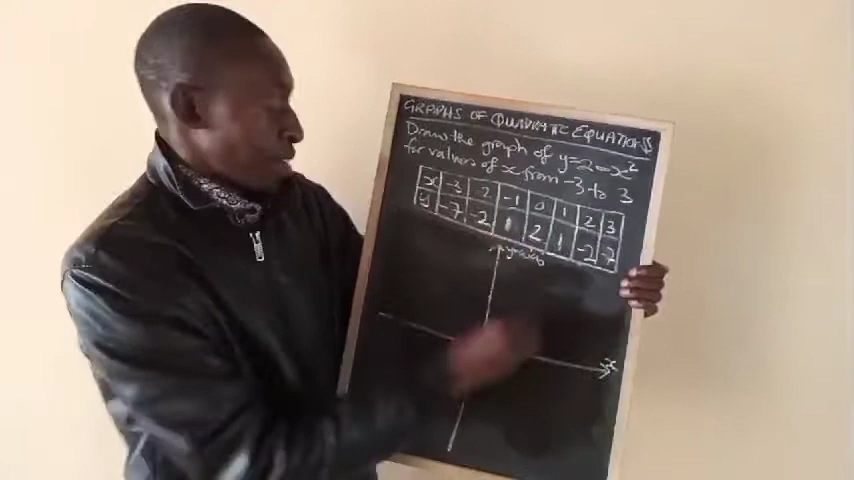 GRAPHS OF QUADRATIC EQUATIONS
Draw the graph of y=2-x²
for values of x from -3 to 3
x -3 -2 -1 0 1 2 3
y -7 -2 1 2 1 -2 -7
y-axis
x